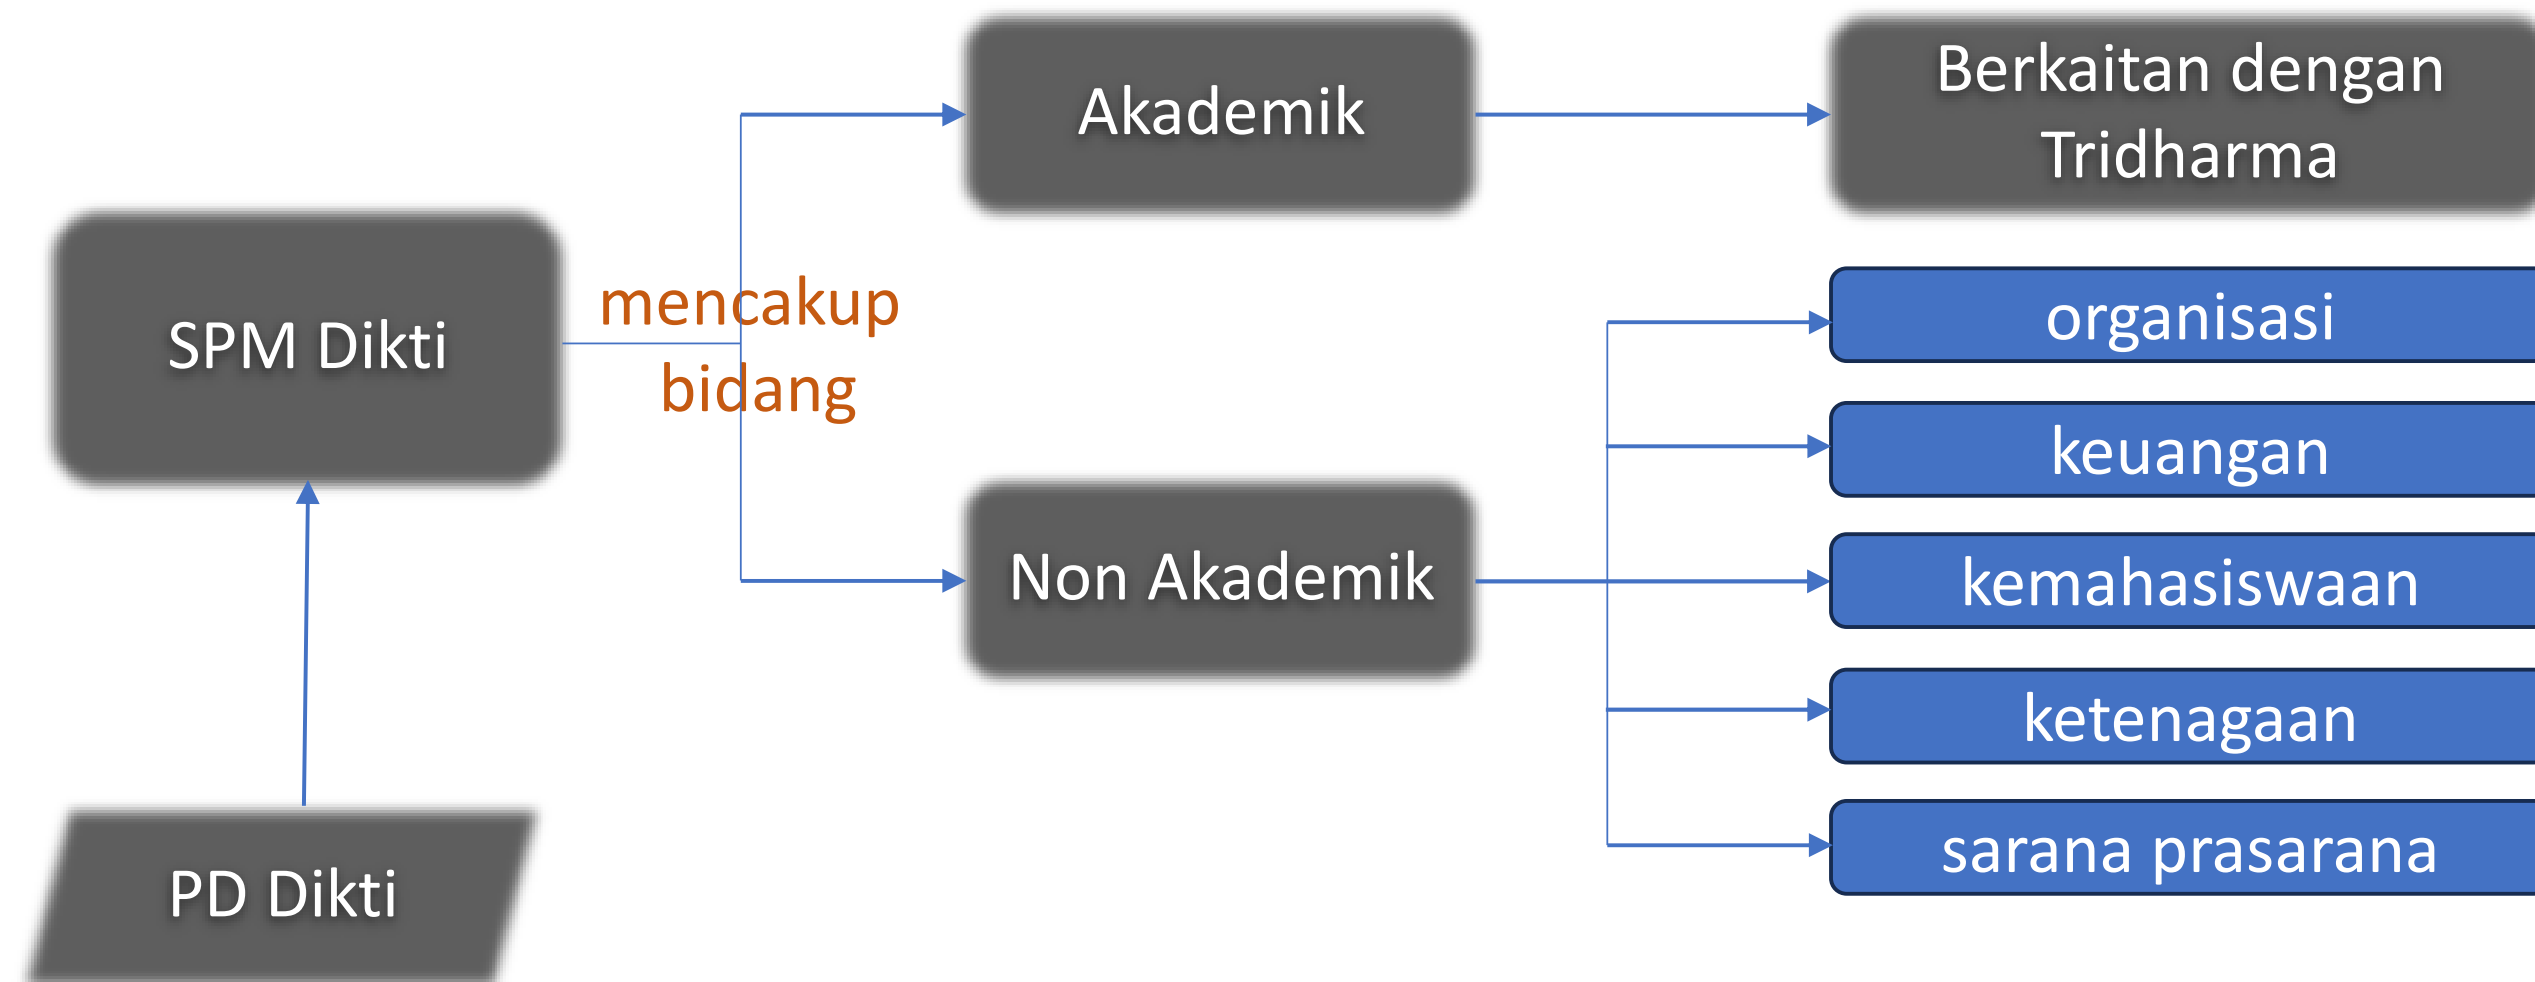 SPM Dikti
mencakup
bidang
Akademik
Berkaitan dengan
Tridharma
Non Akademik
organisasi
keuangan
kemahasiswaan
ketenagaan
sarana prasarana
PD Dikti